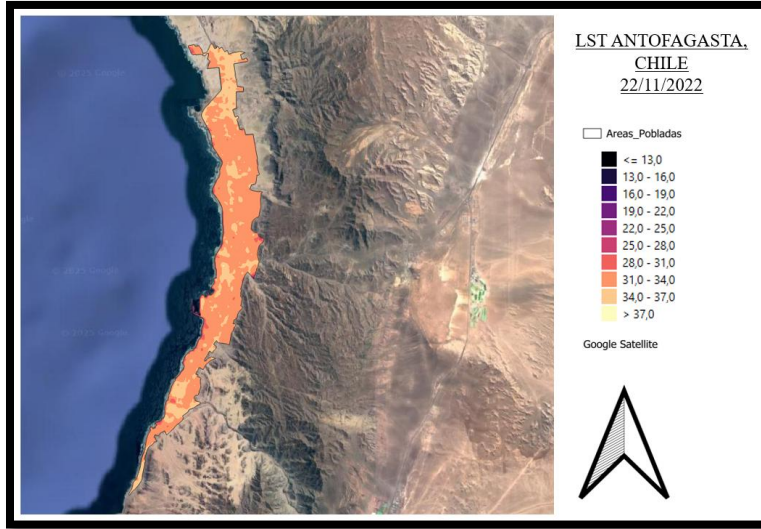 LST ANTOFAGASTA,
CHILE
22/11/2022
Areas_Pobladas
<= 13,0
13,0 - 16,0
16,0 - 19,0
19,0 - 22,0
22,0 - 25,0
25,0 - 28,0
28,0 - 31,0
31,0 - 34,0
34,0 - 37,0
> 37,0
Google Satellite